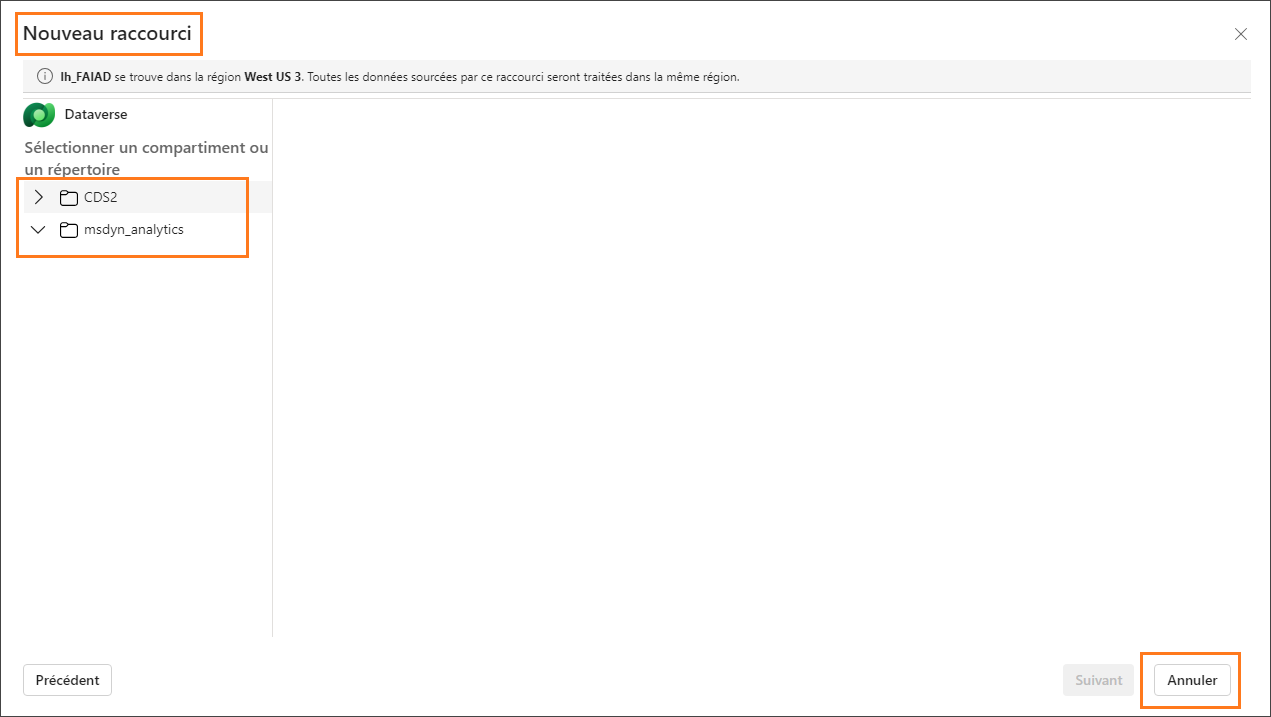 Nouveau raccourci
lh_FAIAD se trouve dans la région West US 3. Toutes les données sourcées par ce raccourci seront traitées dans la même région.
Dataverse
Sélectionner un compartiment ou
un répertoire
CDS2
msdyn_analytics
Précédent
Suivant
Annuler